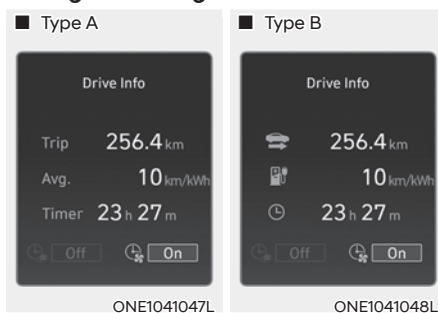 ■ Type A
Drive Info
Trip 256.4 km
Avg. 10 km/kWh
Timer 23 h 27 m
Off On
ONE1041047L
■ Type B
Drive Info
256.4 km
10 km/kWh
23 h 27 m
Off On
ONE1041048L